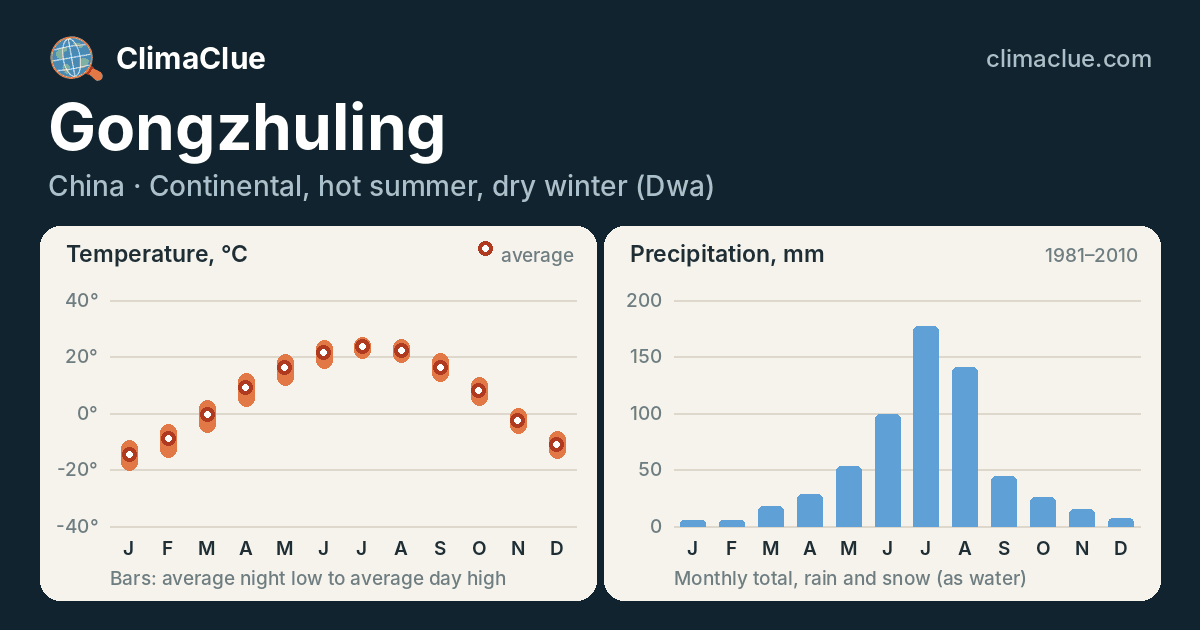 ClimaClue
climaclue.com
Gongzhuling
China · Continental, hot summer, dry winter (Dwa)
Temperature, °C
average
40°
20°
0°
-20°
-40°
J F M A M J J A S O N D
Bars: average night low to average day high
Precipitation, mm
1981–2010
200
150
100
50
0
J F M A M J J A S O N D
Monthly total, rain and snow (as water)